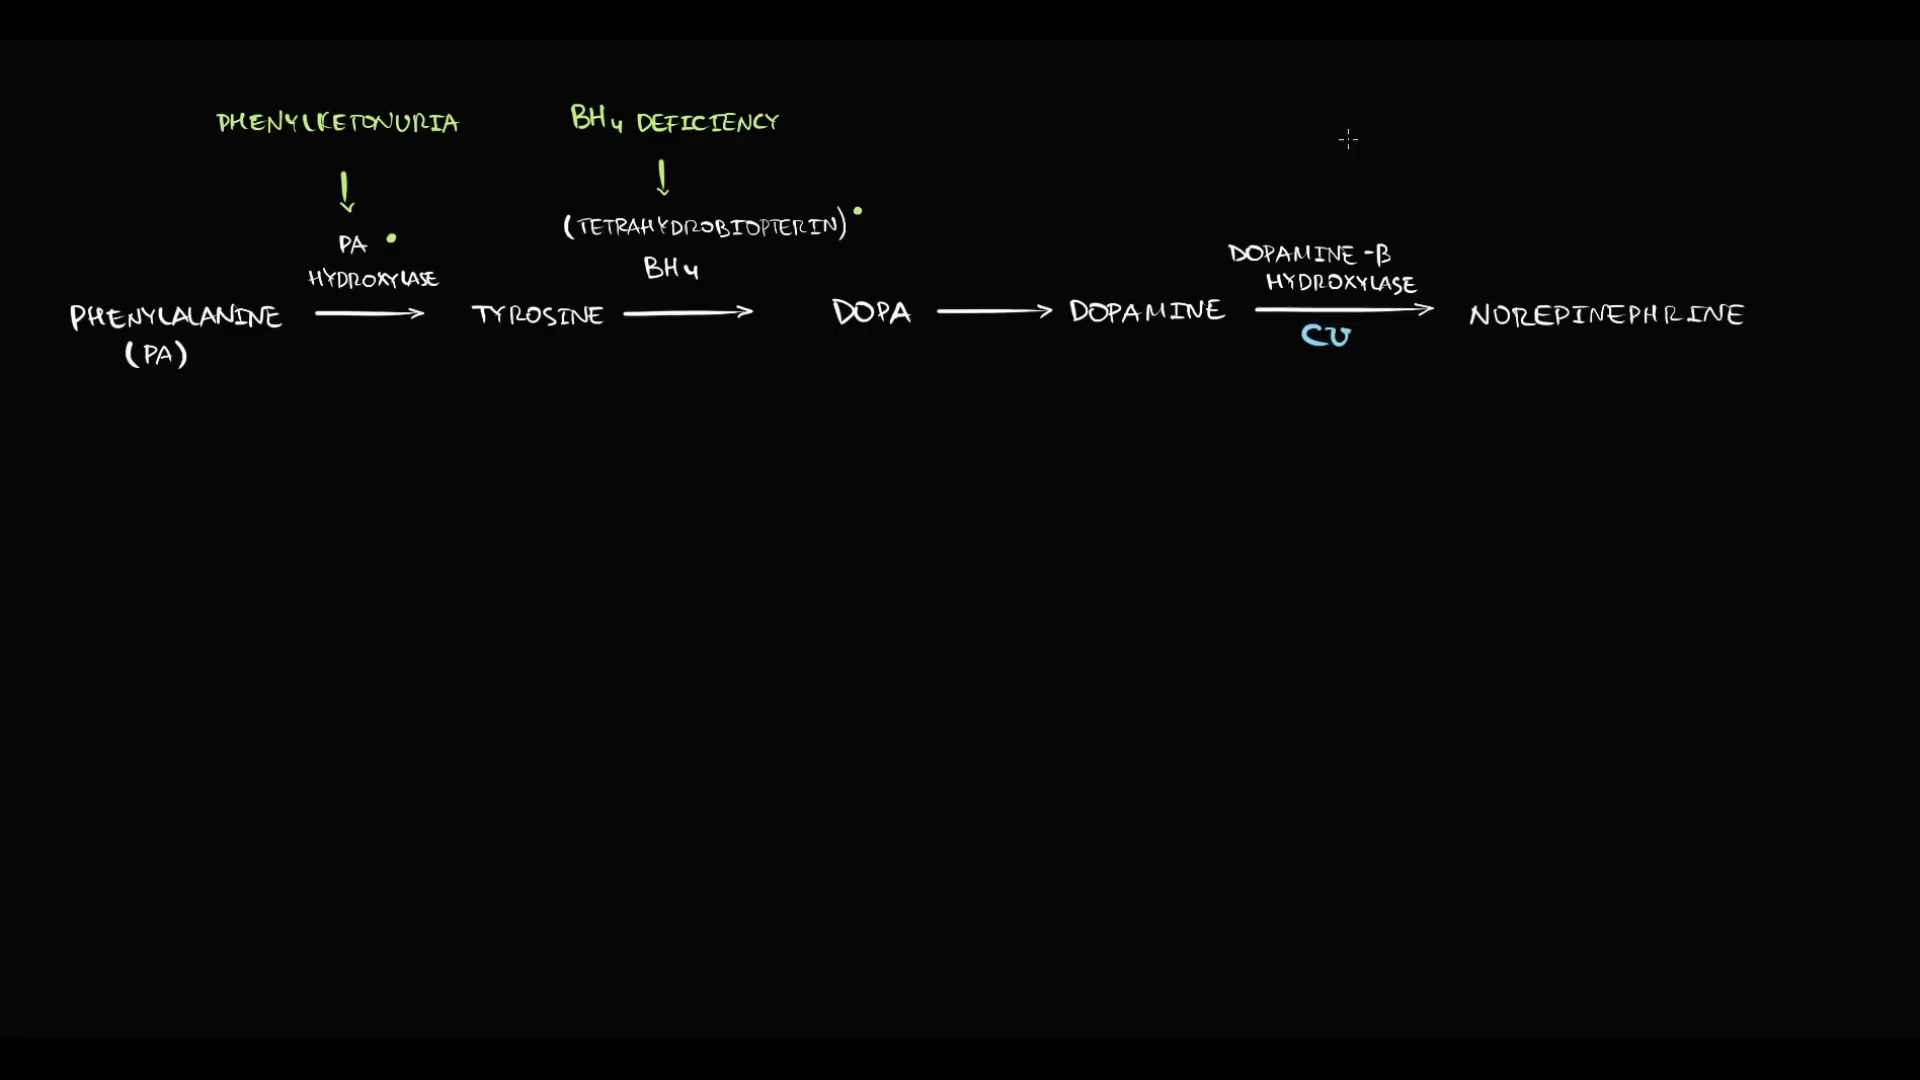 PHENYLKETONURIA
BH4 DEFICIENCY
(TETRAHYDROBIOPTERIN)
PA
HYDROXYLASE
BH4
DOPAMINE-β
HYDROXYLASE
PHENYLALANINE
TYROSINE
DOPA
DOPAMINE
NOREPINEPHRINE
CU
(PA)